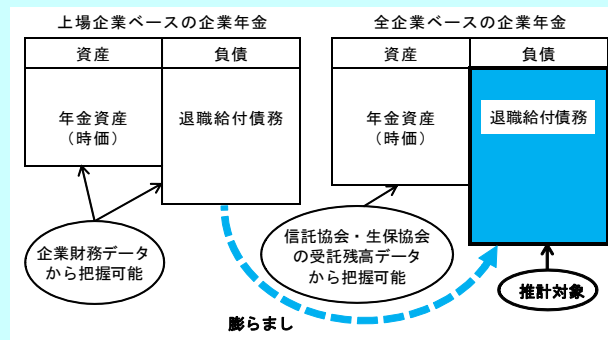 上場企業ベースの企業年金
資産
負債
年金資産
（時価）
退職給付債務
企業財務データ
から把握可能
全企業ベースの企業年金
資産
負債
年金資産
（時価）
退職給付債務
信託協会・生保協会
の受託残高データ
から把握可能
推計対象
膨らまし